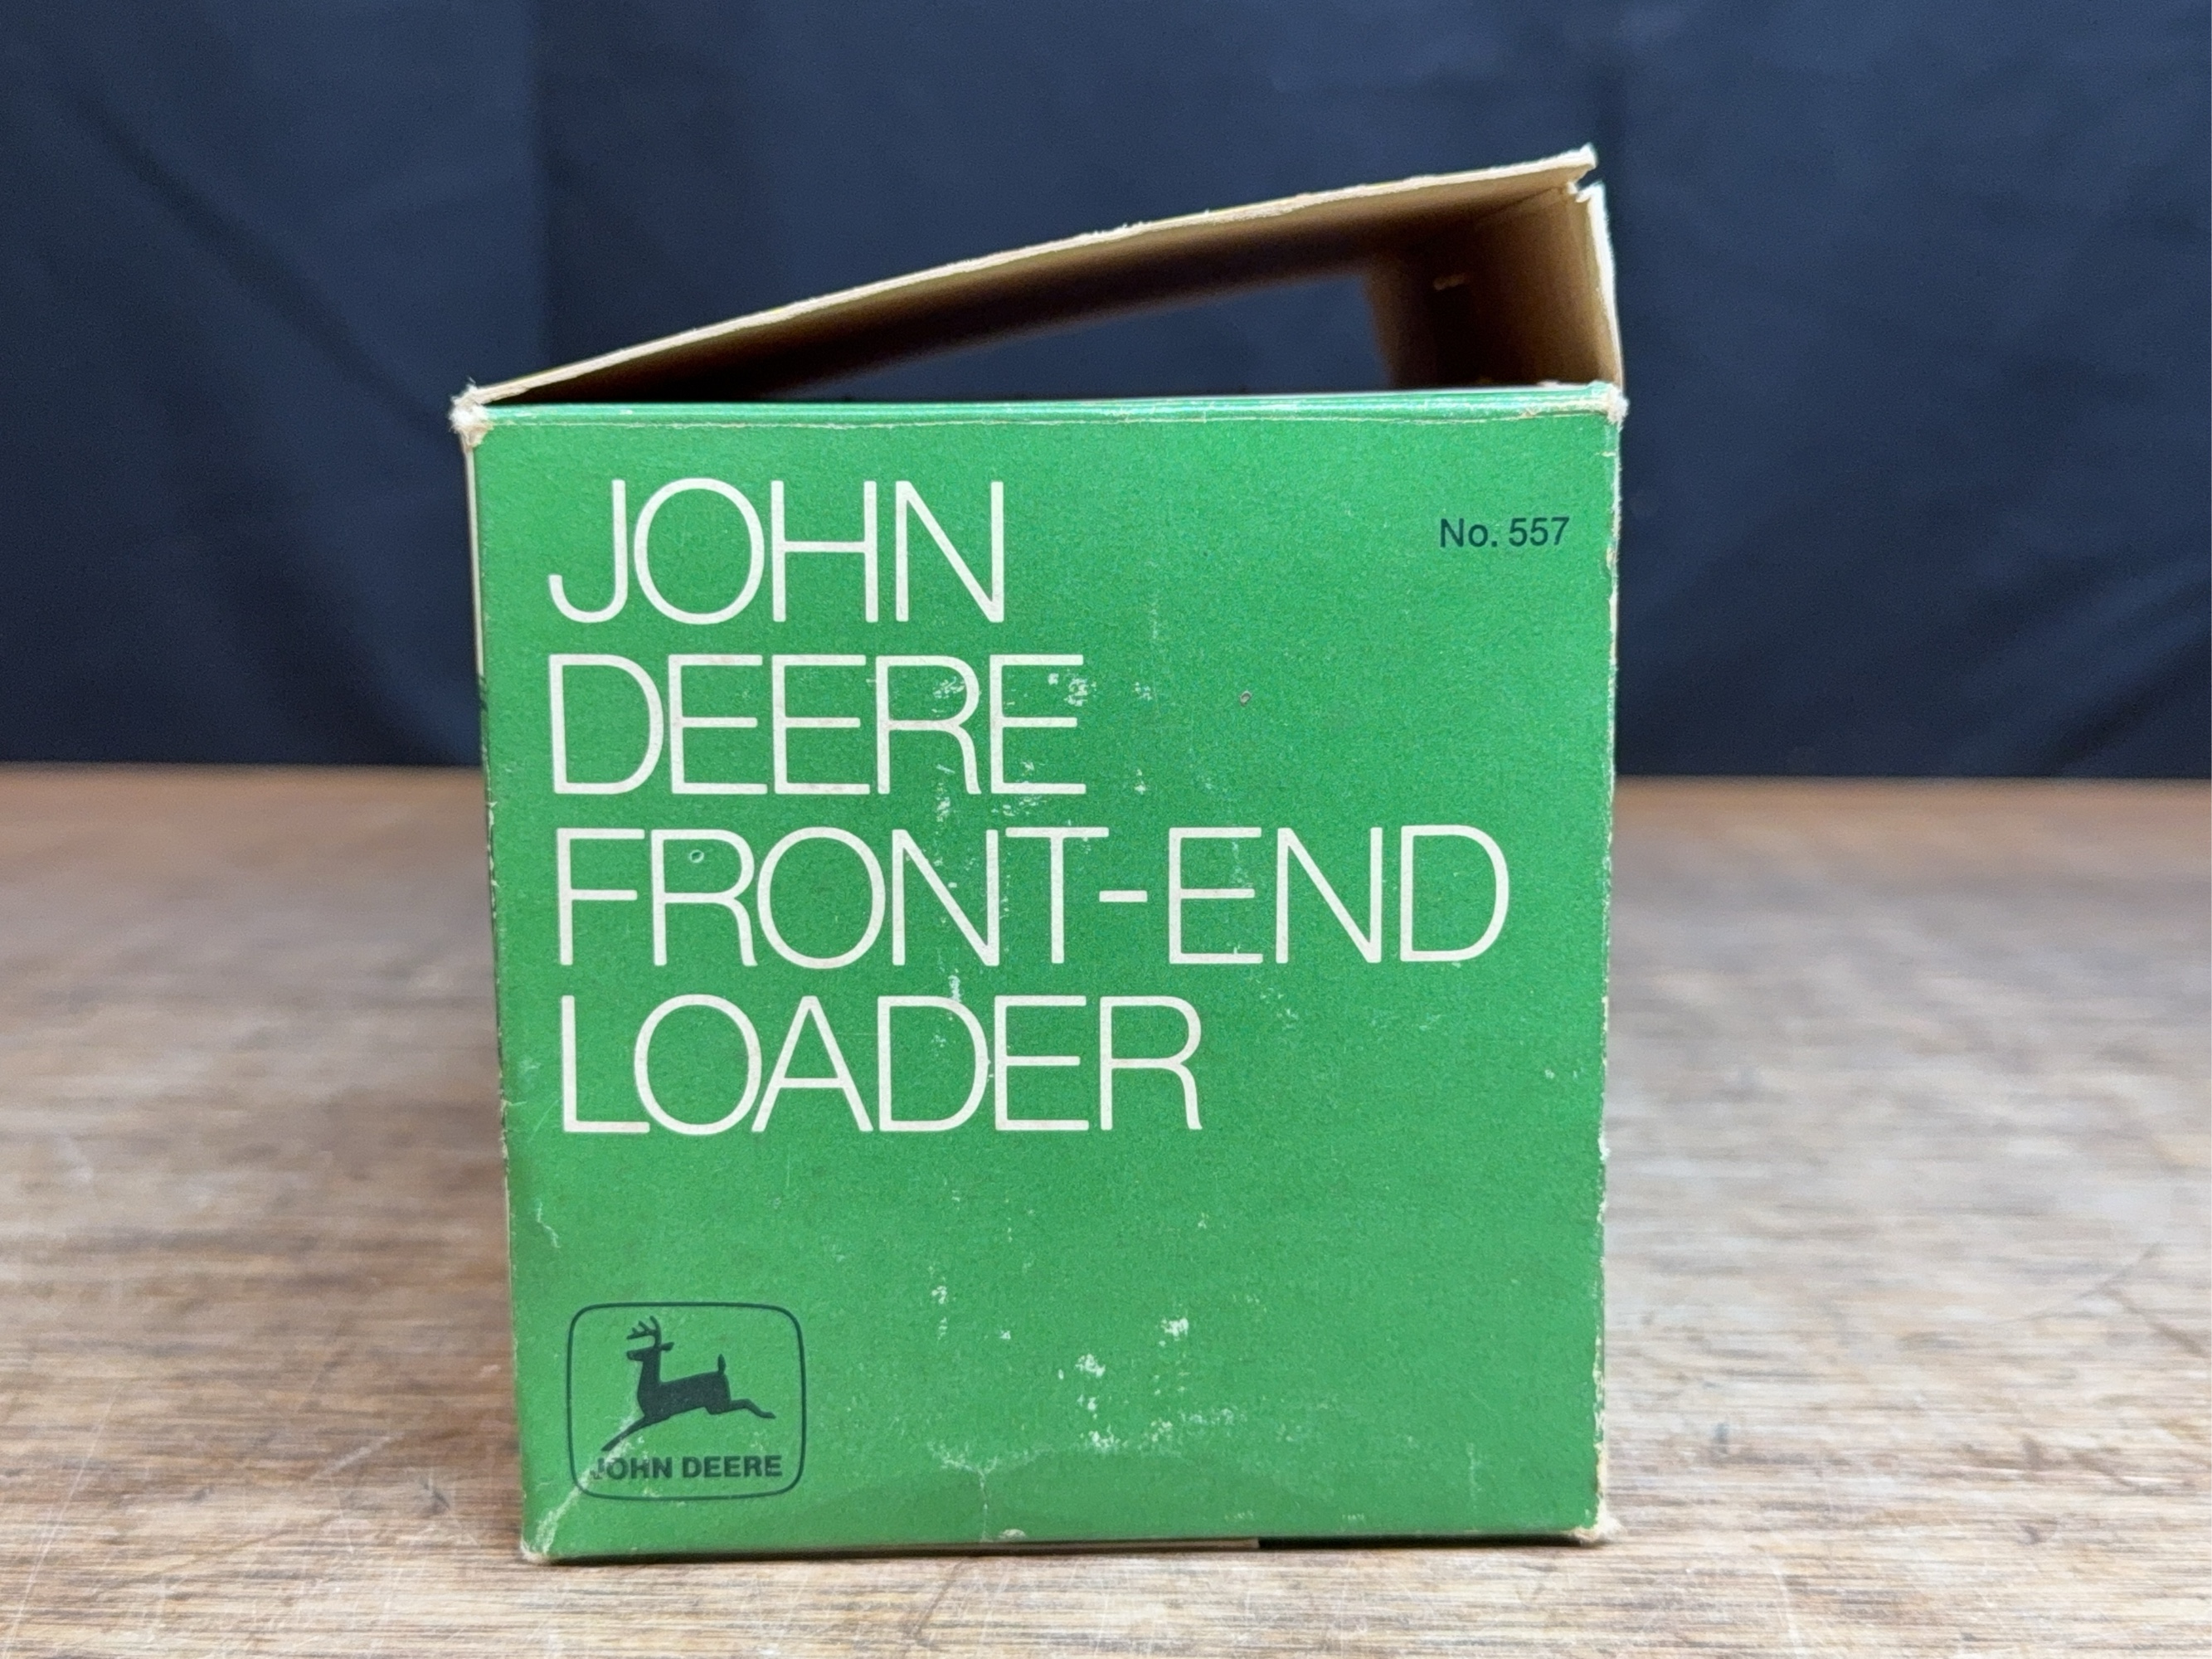 JOHN
No. 557
DEERE
FRONT-END
LOADER
JOHN DEERE